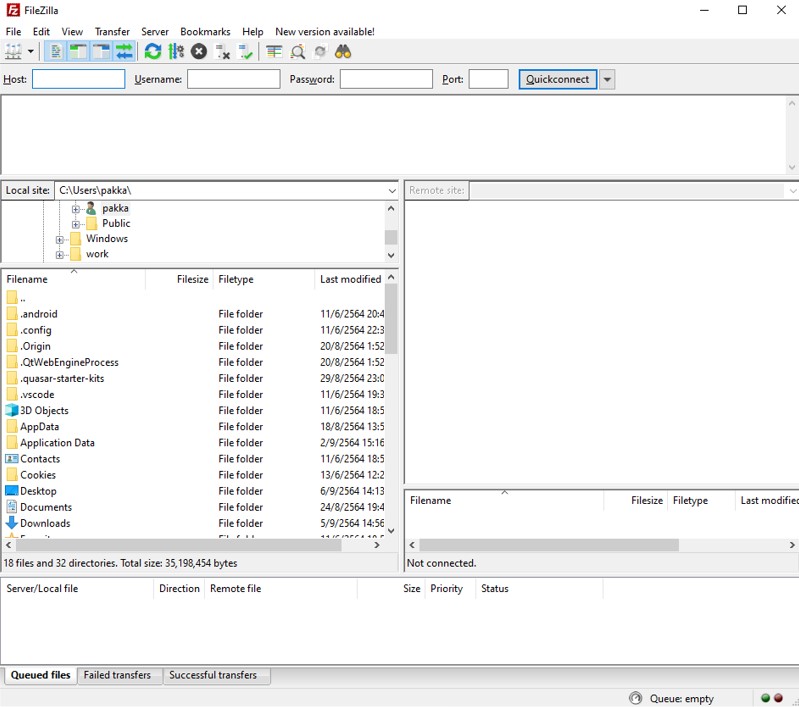 FileZilla
File Edit View Transfer Server Bookmarks Help New version available!
Host: Username: Password: Port: Quickconnect
Local site: C:\Users\pakka\
Remote site:
pakka
Public
Windows
work
Filename Filesize Filetype Last modified
..
.android File folder 11/6/2564 20:4
.config File folder 11/6/2564 22:3
.Origin File folder 20/8/2564 1:52
.QtWebEngineProcess File folder 20/8/2564 1:52
.quasar-starter-kits File folder 29/8/2564 23:0
.vscode File folder 11/6/2564 19:3
3D Objects File folder 11/6/2564 18:5
AppData File folder 18/8/2564 13:5
Application Data File folder 2/9/2564 15:16
Contacts File folder 11/6/2564 18:5
Cookies File folder 13/6/2564 12:2
Desktop File folder 6/9/2564 14:13
Documents File folder 24/8/2564 19:4
Downloads File folder 5/9/2564 14:56
18 files and 32 directories. Total size: 35,198,454 bytes
Filename Filesize Filetype Last modified
Not connected.
Server/Local file Direction Remote file Size Priority Status
Queued files Failed transfers Successful transfers
Queue: empty